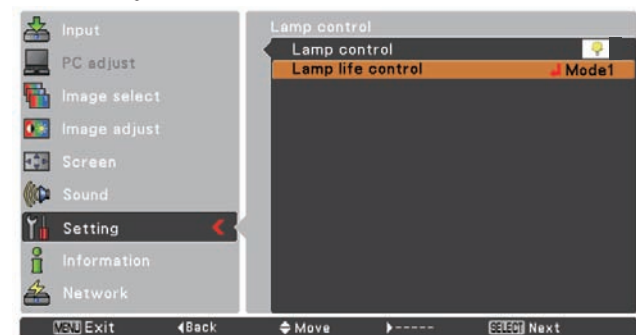 Input
PC adjust
Image select
Image adjust
Screen
Sound
Setting
Information
Network
Lamp control
Lamp control
Lamp life control Mode1
MENU Exit Back Move ----- SELECT Next